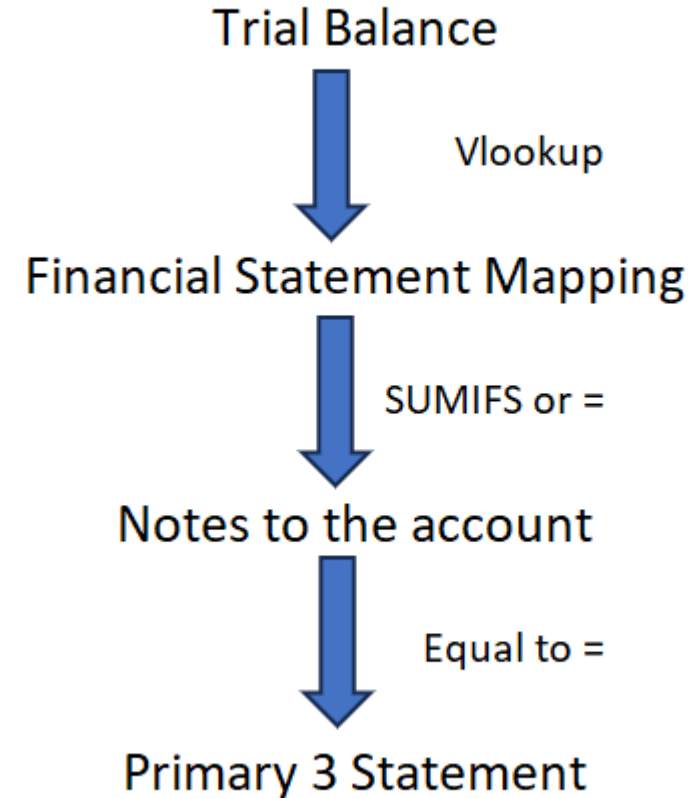 Trial Balance
Vlookup
Financial Statement Mapping
SUMIFS or =
Notes to the account
Equal to =
Primary 3 Statement